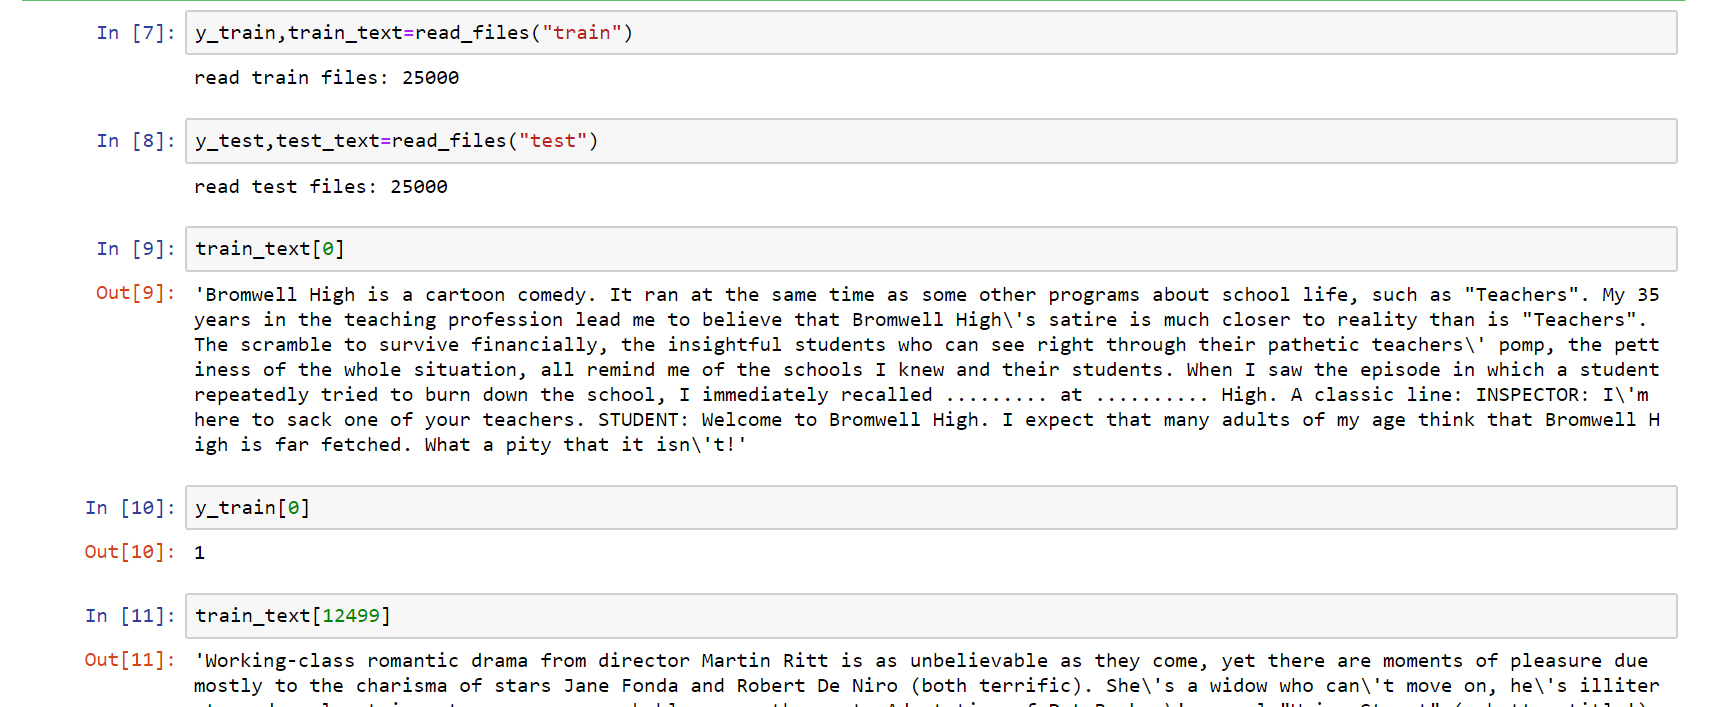 In [7]: y_train,train_text=read_files("train")
read train files: 25000
In [8]: y_test,test_text=read_files("test")
read test files: 25000
In [9]: train_text[0]
Out[9]: 'Bromwell High is a cartoon comedy. It ran at the same time as some other programs about school life, such as "Teachers". My 35
years in the teaching profession lead me to believe that Bromwell High\'s satire is much closer to reality than is "Teachers".
The scramble to survive financially, the insightful students who can see right through their pathetic teachers\' pomp, the pett
iness of the whole situation, all remind me of the schools I knew and their students. When I saw the episode in which a student
repeatedly tried to burn down the school, I immediately recalled ......... at .......... High. A classic line: INSPECTOR: I\'m
here to sack one of your teachers. STUDENT: Welcome to Bromwell High. I expect that many adults of my age think that Bromwell H
igh is far fetched. What a pity that it isn\'t!'
In [10]: y_train[0]
Out[10]: 1
In [11]: train_text[12499]
Out[11]: 'Working-class romantic drama from director Martin Ritt is as unbelievable as they come, yet there are moments of pleasure due
mostly to the charisma of stars Jane Fonda and Robert De Niro (both terrific). She\'s a widow who can\'t move on, he\'s illiter